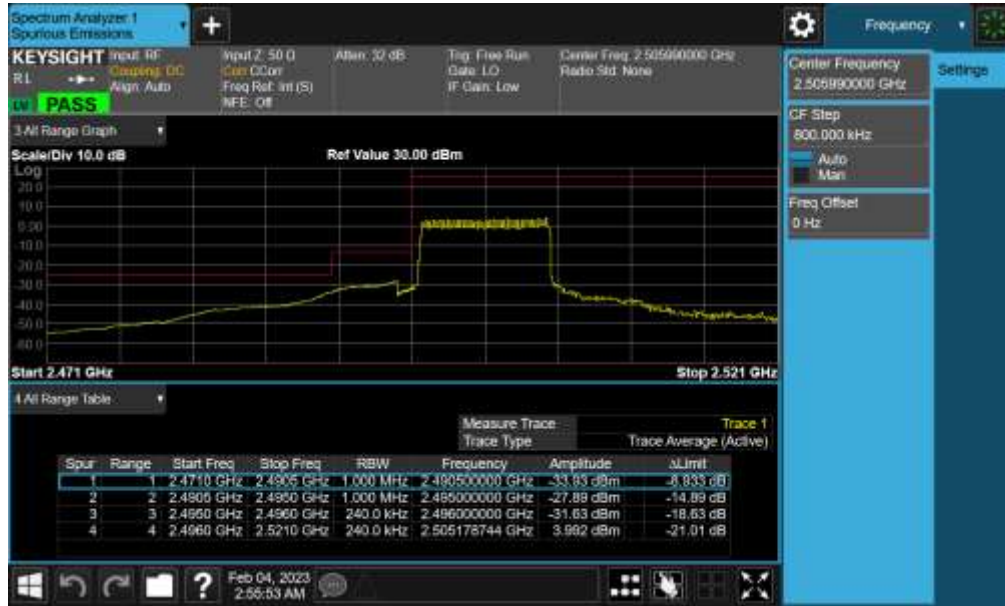 Spectrum Analyzer 1
Spurious Emissions
Frequency
KEYSIGHT
Input: RF
Input Z: 50 Ω
Atten: 32 dB
Trig: Free Run
Center Freq: 2.505990000 GHz
RL
Coupling: DC
Corr CCorr
Gate: LO
Radio Std: None
Align: Auto
Freq Ref: Int (S)
IF Gain: Low
NFE: Off
LV PASS
Center Frequency
2.505990000 GHz
Settings
CF Step
800.000 kHz
Auto
Man
Freq Offset
0 Hz
3 All Range Graph
Scale/Div 10.0 dB
Ref Value 30.00 dBm
Log
20.0
10.0
0.00
-10.0
-20.0
-30.0
-40.0
-50.0
-60.0
Start 2.471 GHz
Stop 2.521 GHz
4 All Range Table
Measure Trace Trace 1
Trace Type Trace Average (Active)
Spur Range Start Freq Stop Freq RBW Frequency Amplitude ΔLimit
1 1 2.4710 GHz 2.4905 GHz 1.000 MHz 2.490500000 GHz -33.93 dBm -8.933 dB
2 2 2.4905 GHz 2.4950 GHz 1.000 MHz 2.495000000 GHz -27.89 dBm -14.89 dB
3 3 2.4950 GHz 2.4960 GHz 240.0 kHz 2.496000000 GHz -31.63 dBm -18.63 dB
4 4 2.4960 GHz 2.5210 GHz 240.0 kHz 2.505178744 GHz 3.992 dBm -21.01 dB
?
Feb 04, 2023
2:55:53 AM